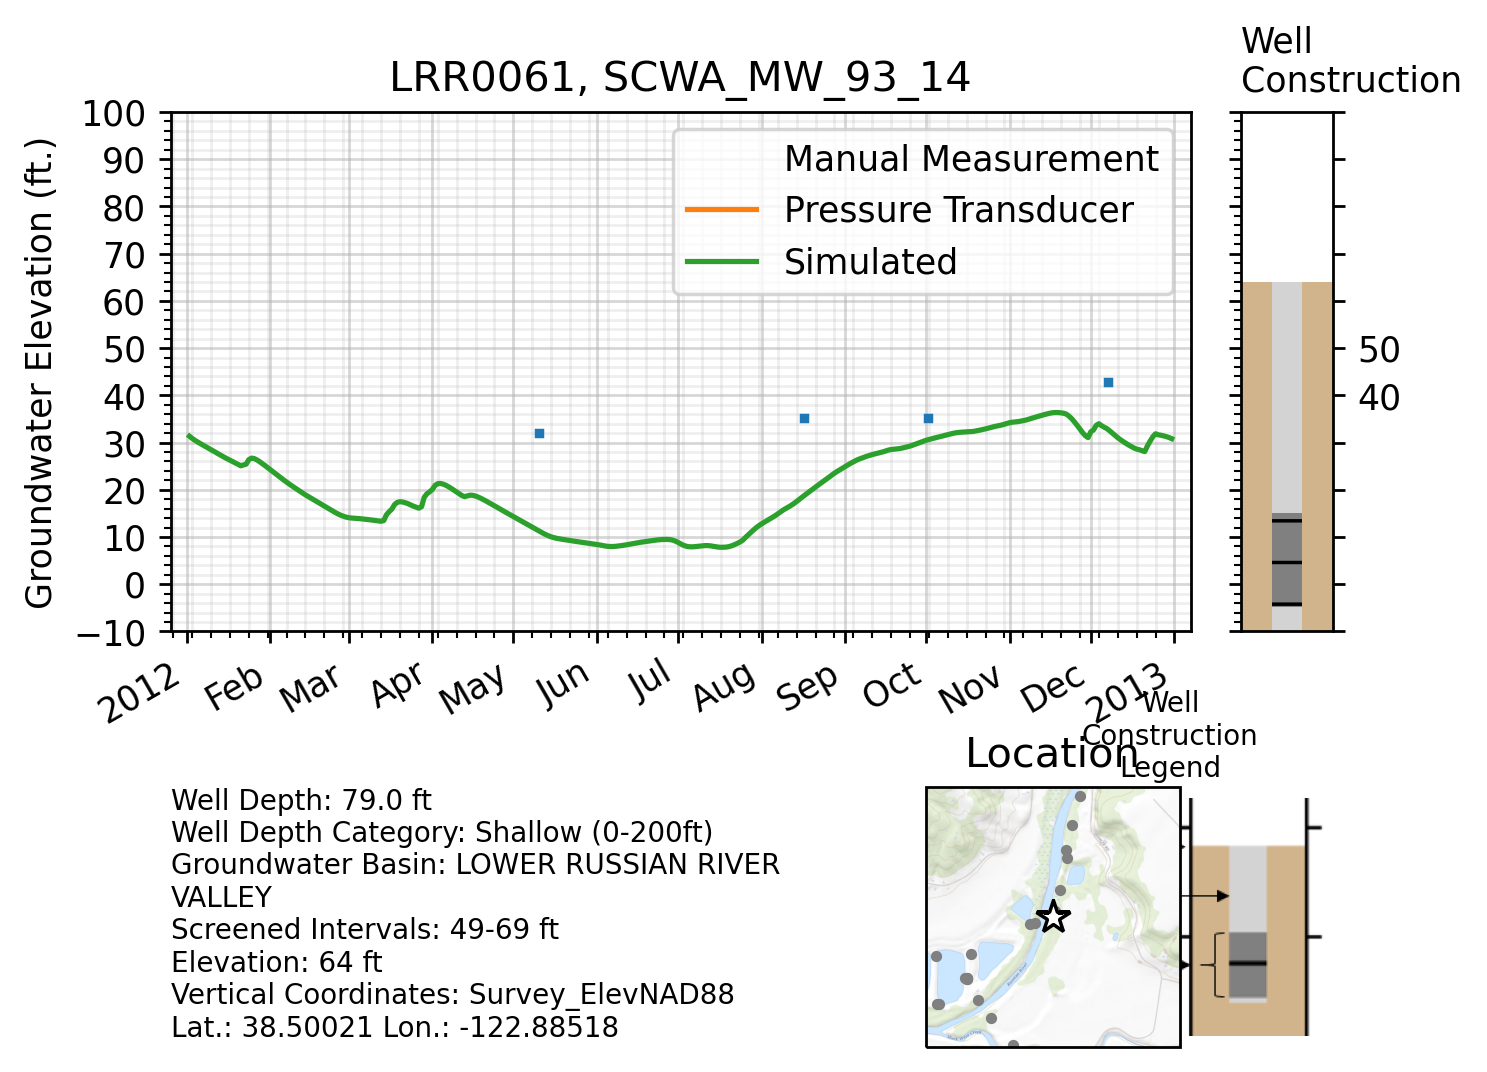 Well
Construction
LRR0061, SCWA_MW_93_14
Groundwater Elevation (ft.)
100
90
80
70
60
50
40
30
20
10
0
−10
Manual Measurement
Pressure Transducer
Simulated
50
40
2012
Feb
Mar
Apr
May
Jun
Jul
Aug
Sep
Oct
Nov
Dec
2013
Well
Construction
Legend
Location
Well Depth: 79.0 ft
Well Depth Category: Shallow (0-200ft)
Groundwater Basin: LOWER RUSSIAN RIVER
VALLEY
Screened Intervals: 49-69 ft
Elevation: 64 ft
Vertical Coordinates: Survey_ElevNAD88
Lat.: 38.50021 Lon.: -122.88518